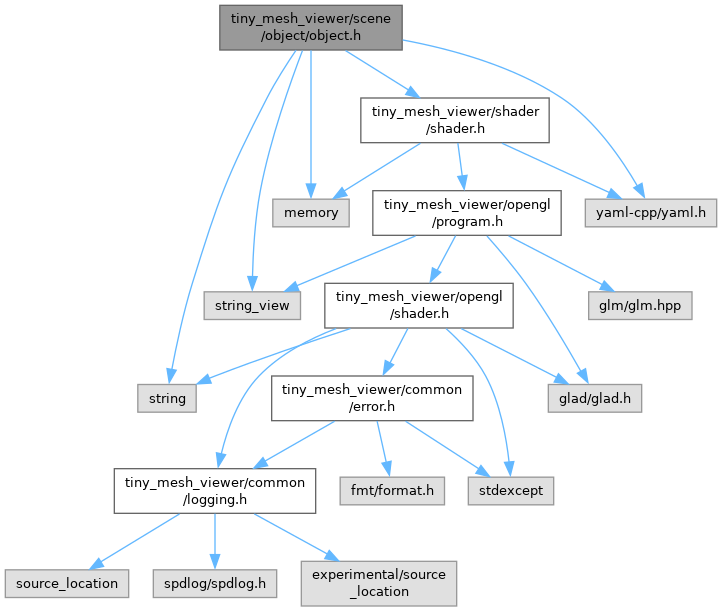 tiny_mesh_viewer/scene
/object/object.h
tiny_mesh_viewer/shader
/shader.h
memory
tiny_mesh_viewer/opengl
/program.h
yaml-cpp/yaml.h
string_view
tiny_mesh_viewer/opengl
/shader.h
glm/glm.hpp
string
tiny_mesh_viewer/common
/error.h
glad/glad.h
tiny_mesh_viewer/common
/logging.h
fmt/format.h
stdexcept
source_location
spdlog/spdlog.h
experimental/source
_location